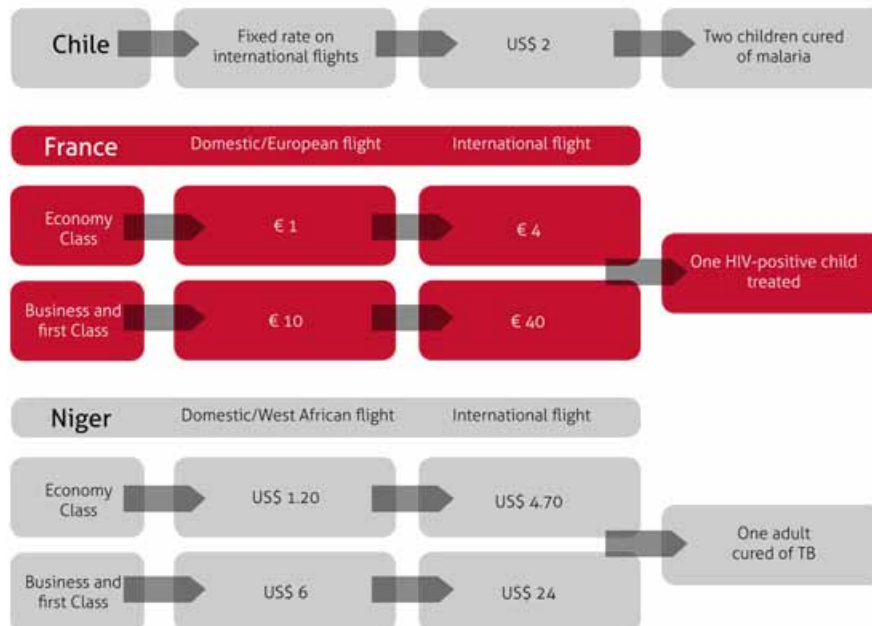 Chile
Fixed rate on
international flights
US$ 2
Two children cured
of malaria
France
Domestic/European flight
International flight
Economy
Class
€ 1
€ 4
One HIV-positive child
treated
Business and
first Class
€ 10
€ 40
Niger
Domestic/West African flight
International flight
Economy
Class
US$ 1.20
US$ 4.70
One adult
cured of TB
Business and
first Class
US$ 6
US$ 24